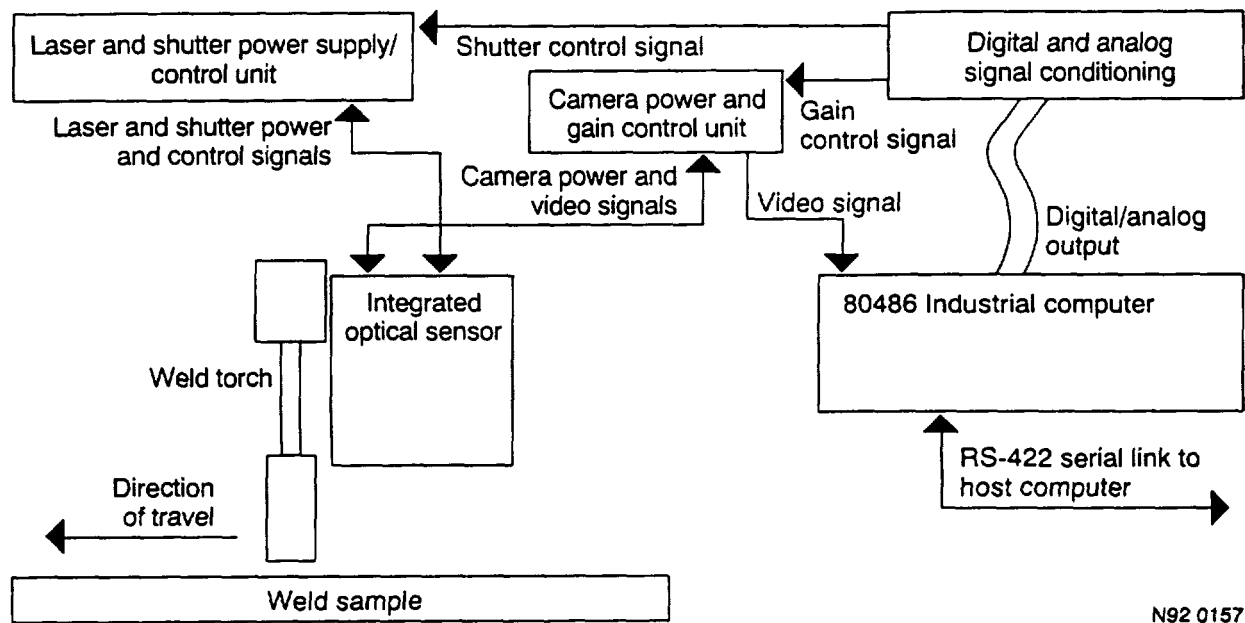 Laser and shutter power supply/
control unit
Shutter control signal
Digital and analog
signal conditioning
Camera power and
gain control unit
Gain
control signal
Laser and shutter power
and control signals
Camera power and
video signals
Video signal
Digital/analog
output
Integrated
optical sensor
80486 Industrial computer
Weld torch
RS-422 serial link to
host computer
Direction
of travel
Weld sample
N92 0157